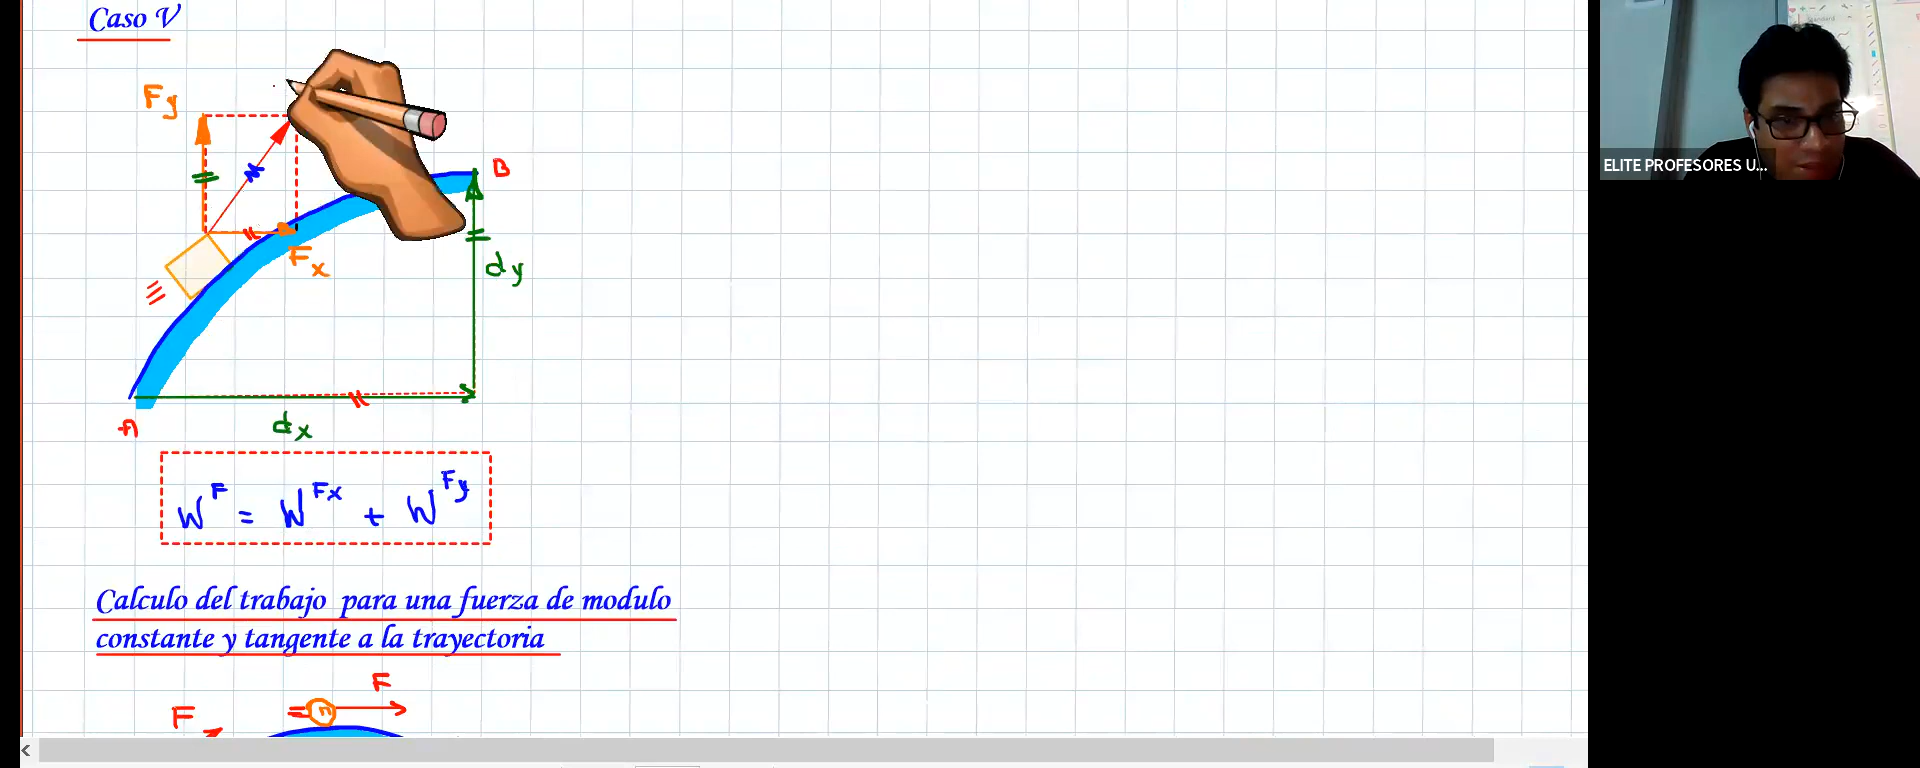 Caso V
Fy
B
Fx
dy
A
dx
W^F = W^Fx + W^Fy
Calculo del trabajo para una fuerza de modulo
constante y tangente a la trayectoria
F
F
ELITE PROFESORES U...